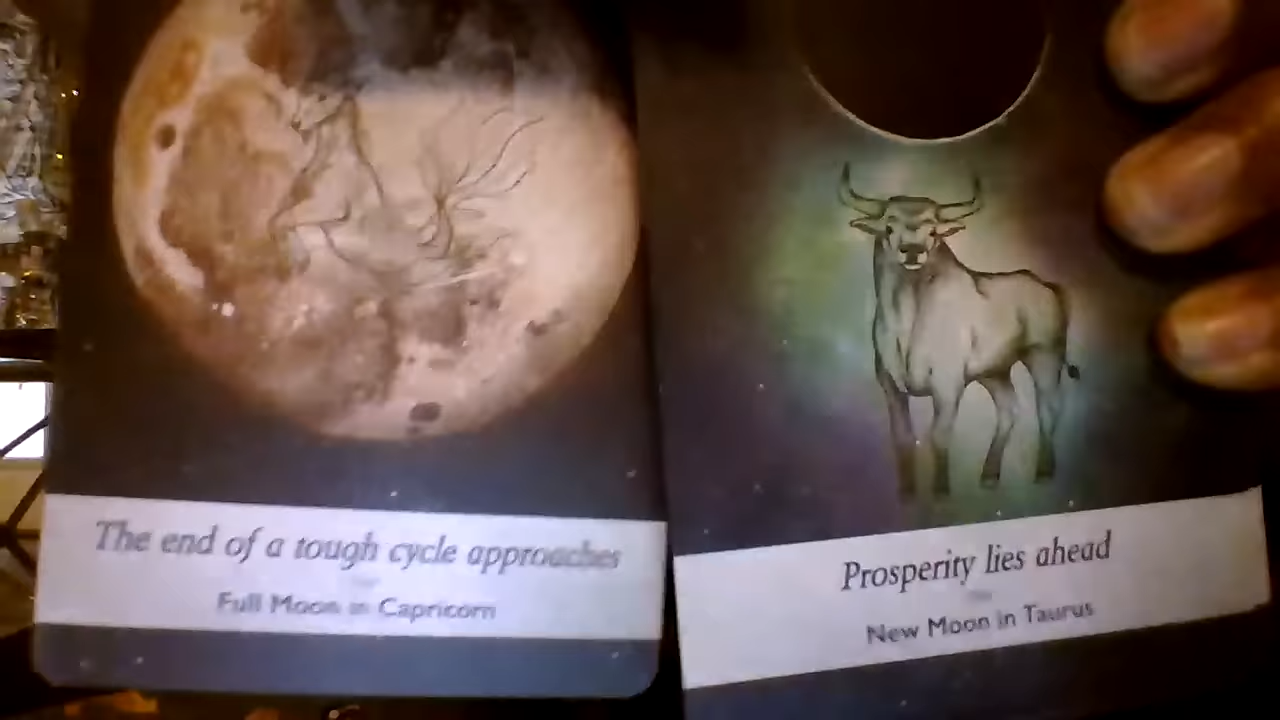 The end of a tough cycle approaches
Full Moon in Capricorn
Prosperity lies ahead
New Moon in Taurus